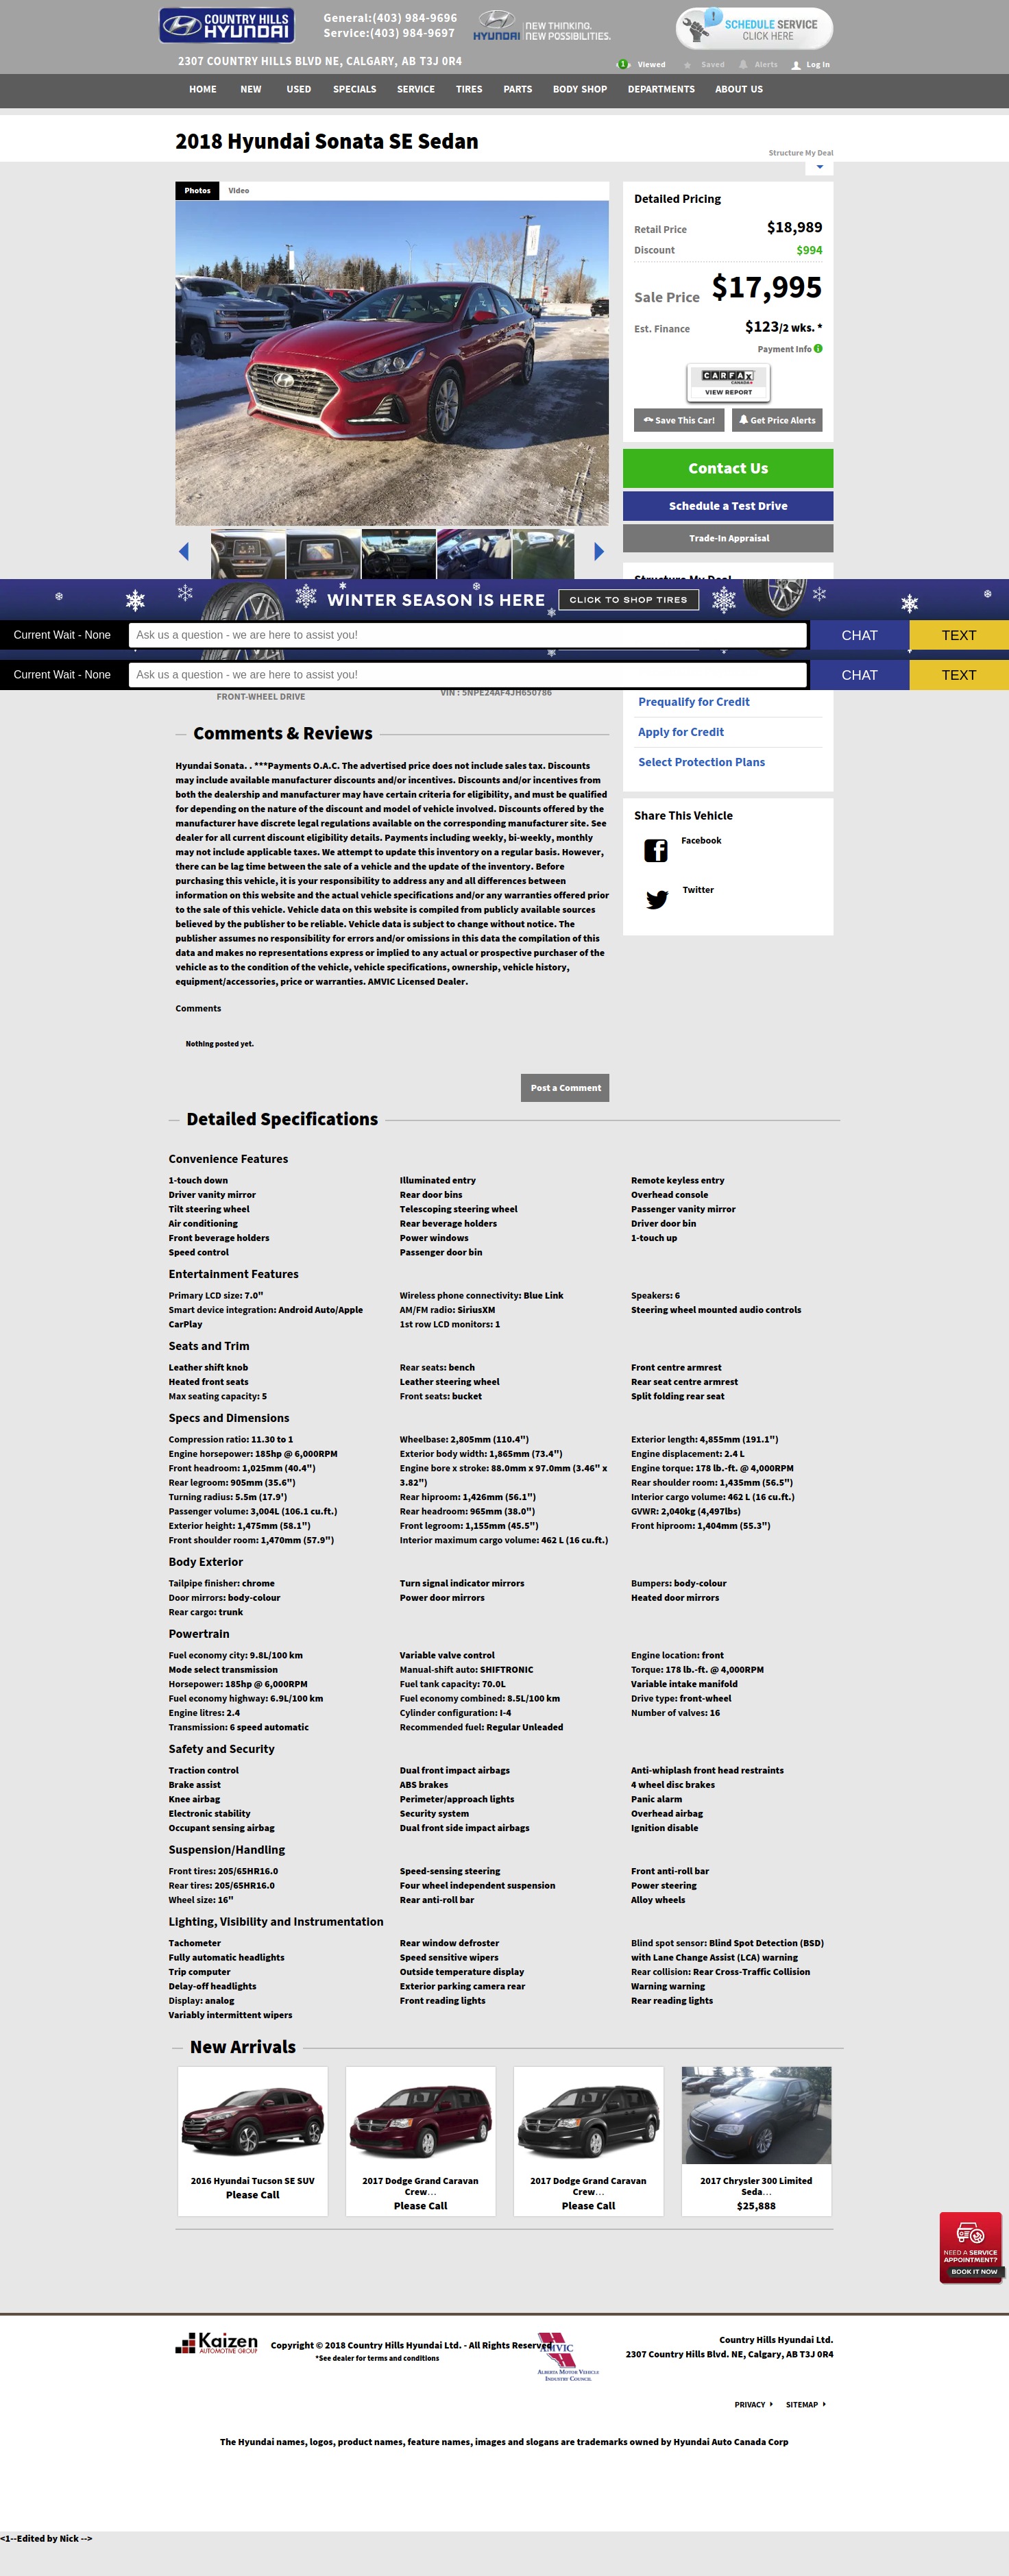 COUNTRY HILLS
HYUNDAI
General:(403) 984-9696
Service:(403) 984-9697
HYUNDAI
NEW THINKING.
NEW POSSIBILITIES.
SCHEDULE SERVICE
CLICK HERE
2307 COUNTRY HILLS BLVD NE, CALGARY, AB T3J 0R4
1 Viewed Saved Alerts Log In
HOME NEW USED SPECIALS SERVICE TIRES PARTS BODY SHOP DEPARTMENTS ABOUT US
2018 Hyundai Sonata SE Sedan
Structure My Deal
Photos Video
Detailed Pricing
Retail Price $18,989
Discount $994
Sale Price $17,995
Est. Finance $123/2 wks. *
Payment Info
CARFAX
CANADA
VIEW REPORT
Save This Car! Get Price Alerts
Contact Us
Schedule a Test Drive
Trade-In Appraisal
Structure My Deal
WINTER SEASON IS HERE CLICK TO SHOP TIRES
Current Wait - None Ask us a question - we are here to assist you! CHAT TEXT
Current Wait - None Ask us a question - we are here to assist you! CHAT TEXT
FRONT-WHEEL DRIVE
VIN : 5NPE24AF4JH650786
Prequalify for Credit
Apply for Credit
Select Protection Plans
Comments & Reviews
Hyundai Sonata. . ***Payments O.A.C. The advertised price does not include sales tax. Discounts
may include available manufacturer discounts and/or incentives. Discounts and/or incentives from
both the dealership and manufacturer may have certain criteria for eligibility, and must be qualified
for depending on the nature of the discount and model of vehicle involved. Discounts offered by the
manufacturer have discrete legal regulations available on the corresponding manufacturer site. See
dealer for all current discount eligibility details. Payments including weekly, bi-weekly, monthly
may not include applicable taxes. We attempt to update this inventory on a regular basis. However,
there can be lag time between the sale of a vehicle and the update of the inventory. Before
purchasing this vehicle, it is your responsibility to address any and all differences between
information on this website and the actual vehicle specifications and/or any warranties offered prior
to the sale of this vehicle. Vehicle data on this website is compiled from publicly available sources
believed by the publisher to be reliable. Vehicle data is subject to change without notice. The
publisher assumes no responsibility for errors and/or omissions in this data the compilation of this
data and makes no representations express or implied to any actual or prospective purchaser of the
vehicle as to the condition of the vehicle, vehicle specifications, ownership, vehicle history,
equipment/accessories, price or warranties. AMVIC Licensed Dealer.
Share This Vehicle
Facebook
Twitter
Comments
Nothing posted yet.
Post a Comment
Detailed Specifications
Convenience Features
1-touch down Illuminated entry Remote keyless entry
Driver vanity mirror Rear door bins Overhead console
Tilt steering wheel Telescoping steering wheel Passenger vanity mirror
Air conditioning Rear beverage holders Driver door bin
Front beverage holders Power windows 1-touch up
Speed control Passenger door bin
Entertainment Features
Primary LCD size: 7.0" Wireless phone connectivity: Blue Link Speakers: 6
Smart device integration: Android Auto/Apple AM/FM radio: SiriusXM Steering wheel mounted audio controls
CarPlay 1st row LCD monitors: 1
Seats and Trim
Leather shift knob Rear seats: bench Front centre armrest
Heated front seats Leather steering wheel Rear seat centre armrest
Max seating capacity: 5 Front seats: bucket Split folding rear seat
Specs and Dimensions
Compression ratio: 11.30 to 1 Wheelbase: 2,805mm (110.4") Exterior length: 4,855mm (191.1")
Engine horsepower: 185hp @ 6,000RPM Exterior body width: 1,865mm (73.4") Engine displacement: 2.4 L
Front headroom: 1,025mm (40.4") Engine bore x stroke: 88.0mm x 97.0mm (3.46" x Engine torque: 178 lb.-ft. @ 4,000RPM
Rear legroom: 905mm (35.6") 3.82") Rear shoulder room: 1,435mm (56.5")
Turning radius: 5.5m (17.9') Rear hiproom: 1,426mm (56.1") Interior cargo volume: 462 L (16 cu.ft.)
Passenger volume: 3,004L (106.1 cu.ft.) Rear headroom: 965mm (38.0") GVWR: 2,040kg (4,497lbs)
Exterior height: 1,475mm (58.1") Front legroom: 1,155mm (45.5") Front hiproom: 1,404mm (55.3")
Front shoulder room: 1,470mm (57.9") Interior maximum cargo volume: 462 L (16 cu.ft.)
Body Exterior
Tailpipe finisher: chrome Turn signal indicator mirrors Bumpers: body-colour
Door mirrors: body-colour Power door mirrors Heated door mirrors
Rear cargo: trunk
Powertrain
Fuel economy city: 9.8L/100 km Variable valve control Engine location: front
Mode select transmission Manual-shift auto: SHIFTRONIC Torque: 178 lb.-ft. @ 4,000RPM
Horsepower: 185hp @ 6,000RPM Fuel tank capacity: 70.0L Variable intake manifold
Fuel economy highway: 6.9L/100 km Fuel economy combined: 8.5L/100 km Drive type: front-wheel
Engine litres: 2.4 Cylinder configuration: I-4 Number of valves: 16
Transmission: 6 speed automatic Recommended fuel: Regular Unleaded
Safety and Security
Traction control Dual front impact airbags Anti-whiplash front head restraints
Brake assist ABS brakes 4 wheel disc brakes
Knee airbag Perimeter/approach lights Panic alarm
Electronic stability Security system Overhead airbag
Occupant sensing airbag Dual front side impact airbags Ignition disable
Suspension/Handling
Front tires: 205/65HR16.0 Speed-sensing steering Front anti-roll bar
Rear tires: 205/65HR16.0 Four wheel independent suspension Power steering
Wheel size: 16" Rear anti-roll bar Alloy wheels
Lighting, Visibility and Instrumentation
Tachometer Rear window defroster Blind spot sensor: Blind Spot Detection (BSD)
Fully automatic headlights Speed sensitive wipers with Lane Change Assist (LCA) warning
Trip computer Outside temperature display Rear collision: Rear Cross-Traffic Collision
Delay-off headlights Exterior parking camera rear Warning warning
Display: analog Front reading lights Rear reading lights
Variably intermittent wipers
New Arrivals
2016 Hyundai Tucson SE SUV
Please Call
2017 Dodge Grand Caravan
Crew...
Please Call
2017 Dodge Grand Caravan
Crew...
Please Call
2017 Chrysler 300 Limited
Seda...
$25,888
NEED A SERVICE
APPOINTMENT?
BOOK IT NOW
Kaizen
AUTOMOTIVE GROUP
Copyright © 2018 Country Hills Hyundai Ltd. - All Rights Reserved
*See dealer for terms and conditions
AMVIC
ALBERTA MOTOR VEHICLE
INDUSTRY COUNCIL
Country Hills Hyundai Ltd.
2307 Country Hills Blvd. NE, Calgary, AB T3J 0R4
PRIVACY SITEMAP
The Hyundai names, logos, product names, feature names, images and slogans are trademarks owned by Hyundai Auto Canada Corp
<1--Edited by Nick -->